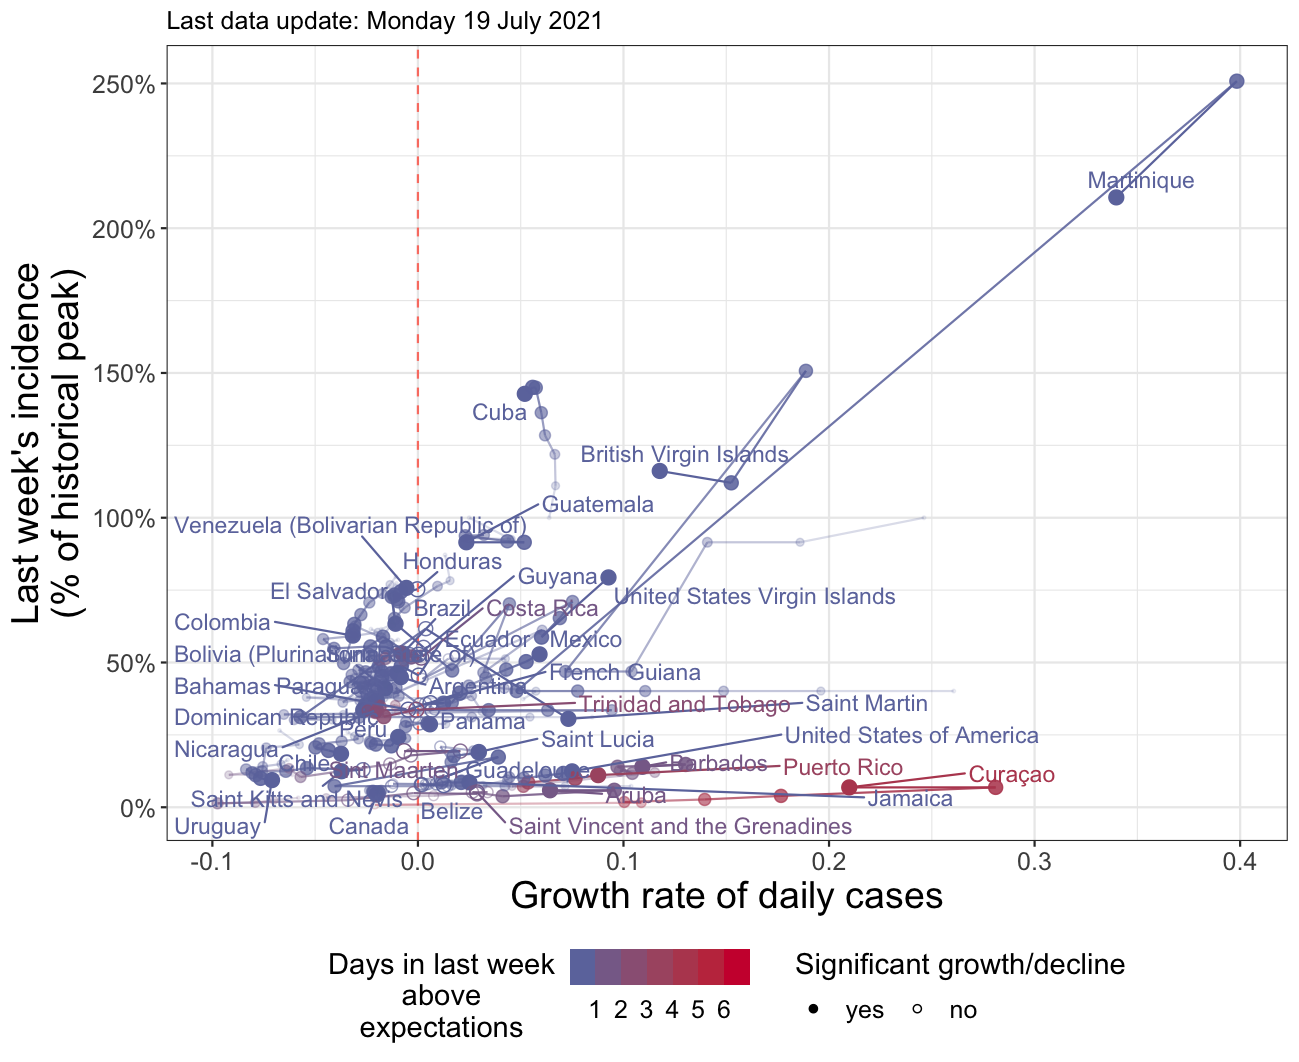 Last data update: Monday 19 July 2021
Last week's incidence
(% of historical peak)
250%
200%
150%
100%
50%
0%
Martinique
Cuba
British Virgin Islands
Guatemala
Venezuela (Bolivarian Republic of)
Honduras
Guyana
El Salvador
United States Virgin Islands
Brazil
Costa Rica
Colombia
Ecuador
Mexico
Bolivia (Plurinational State of)
French Guiana
Bahamas
Paraguay
Argentina
Trinidad and Tobago
Saint Martin
Dominican Republic
Panama
Peru
Saint Lucia
United States of America
Nicaragua
Chile
Sint Maarten
Guadeloupe
Barbados
Puerto Rico
Curaçao
Saint Kitts and Nevis
Aruba
Jamaica
Belize
Uruguay
Canada
Saint Vincent and the Grenadines
-0.1 0.0 0.1 0.2 0.3 0.4
Growth rate of daily cases
Days in last week
above
expectations
1 2 3 4 5 6
Significant growth/decline
yes no